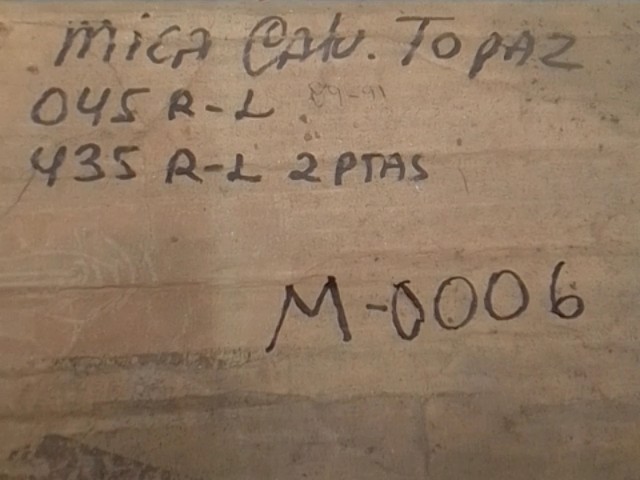 MICA Calv. TOPAZ
045 R-L 89-91
435 R-L 2 PTAS
M-0006